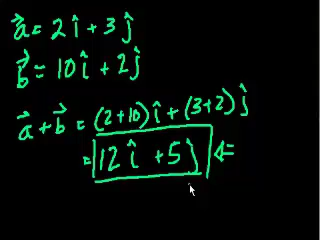 a⃗ = 2î + 3ĵ
b⃗ = 10î + 2ĵ
a⃗ + b⃗ = (2+10)î + (3+2)ĵ
= 12î + 5ĵ